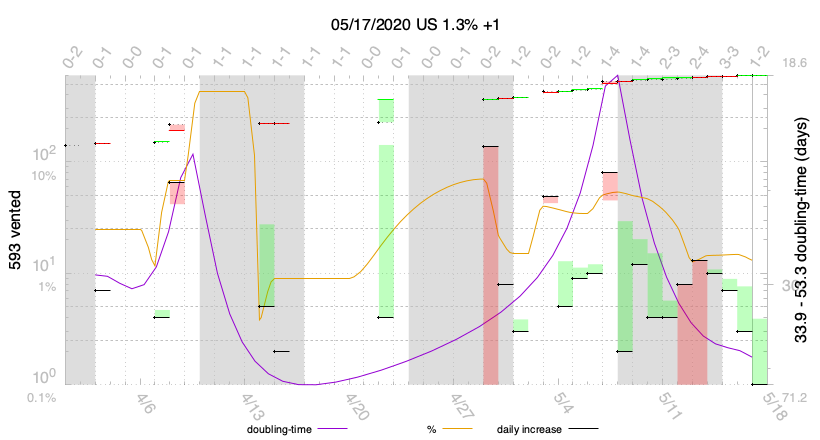 05/17/2020 US 1.3% +1
0-2 0-1 0-0 0-1 0-1 1-1 1-1 1-1 1-1 1-1 0-0 0-1 0-1 0-1 0-2 1-2 0-2 1-2 1-4 1-4 2-3 2-4 3-3 1-2
18.6
10² 10%
10¹ 1%
10⁰ 0.1%
71.2
593 vented
33.9 - 53.3 doubling-time (days)
4/6 4/13 4/20 4/27 5/4 5/11 5/18
doubling-time % daily increase